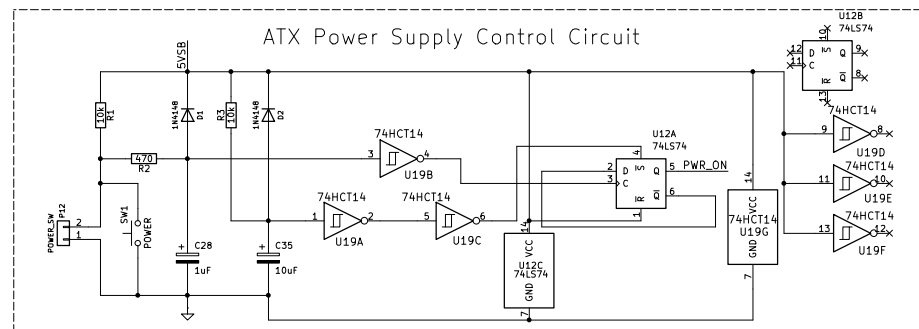 ATX Power Supply Control Circuit
5VSB
U12B
74LS74
10
12
D
S
Q
9
11
C
Q
8
R
13
10k
R1
1N4148
D1
R3
10k
1N4148
D2
74HCT14
3
4
U19B
470
R2
U12A
74LS74
4
2
D
S
Q
5
PWR_ON
3
C
Q
6
R
1
74HCT14
9
8
U19D
74HCT14
11
10
U19E
74HCT14
13
12
U19F
POWER_SW
P12
2
1
SW1
POWER
74HCT14
1
2
U19A
74HCT14
5
6
U19C
14
VCC
U12C
74LS74
GND
7
14
VCC
74HCT14
U19G
GND
7
+
C28
1uF
+
C35
10uF